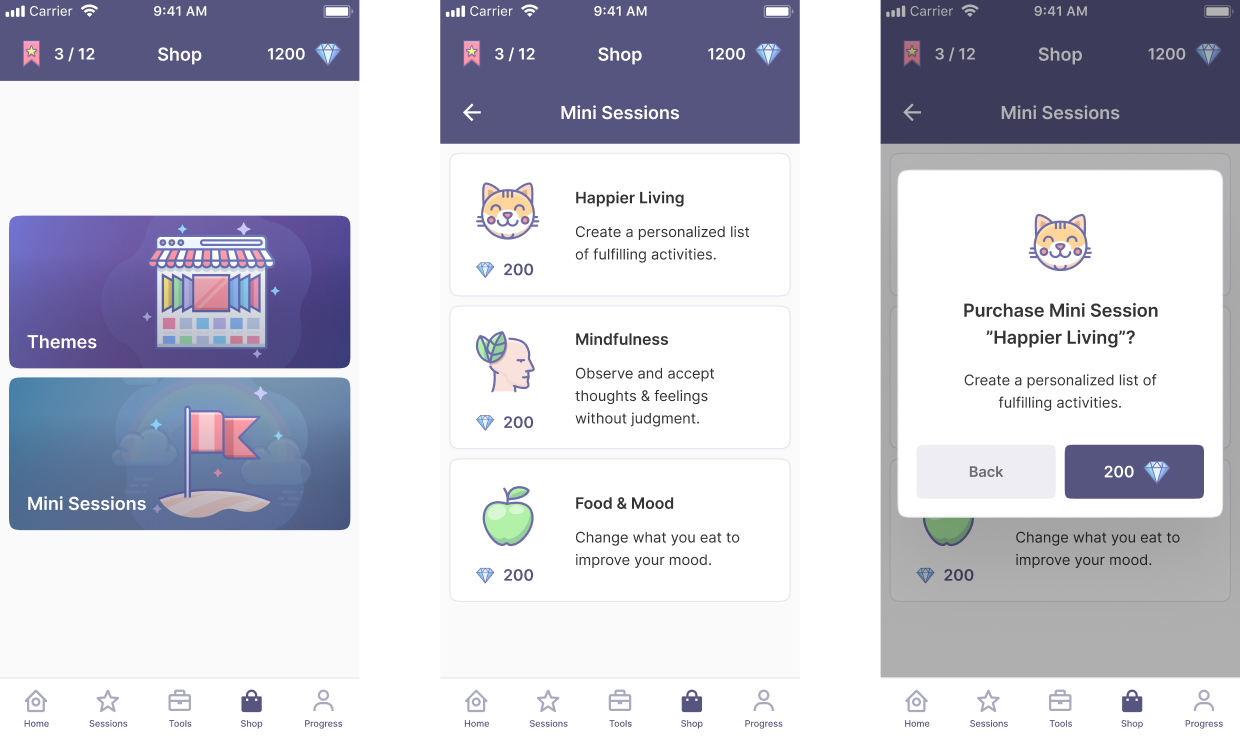 Carrier 9:41 AM
3 / 12 Shop 1200
Themes
Mini Sessions
Home Sessions Tools Shop Progress
Carrier 9:41 AM
3 / 12 Shop 1200
Mini Sessions
Happier Living
Create a personalized list
of fulfilling activities.
200
Mindfulness
Observe and accept
thoughts & feelings
without judgment.
200
Food & Mood
Change what you eat to
improve your mood.
200
Home Sessions Tools Shop Progress
Carrier 9:41 AM
3 / 12 Shop 1200
Mini Sessions
Purchase Mini Session
”Happier Living”?
Create a personalized list of
fulfilling activities.
Back 200
Change what you eat to
improve your mood.
200
Home Sessions Tools Shop Progress